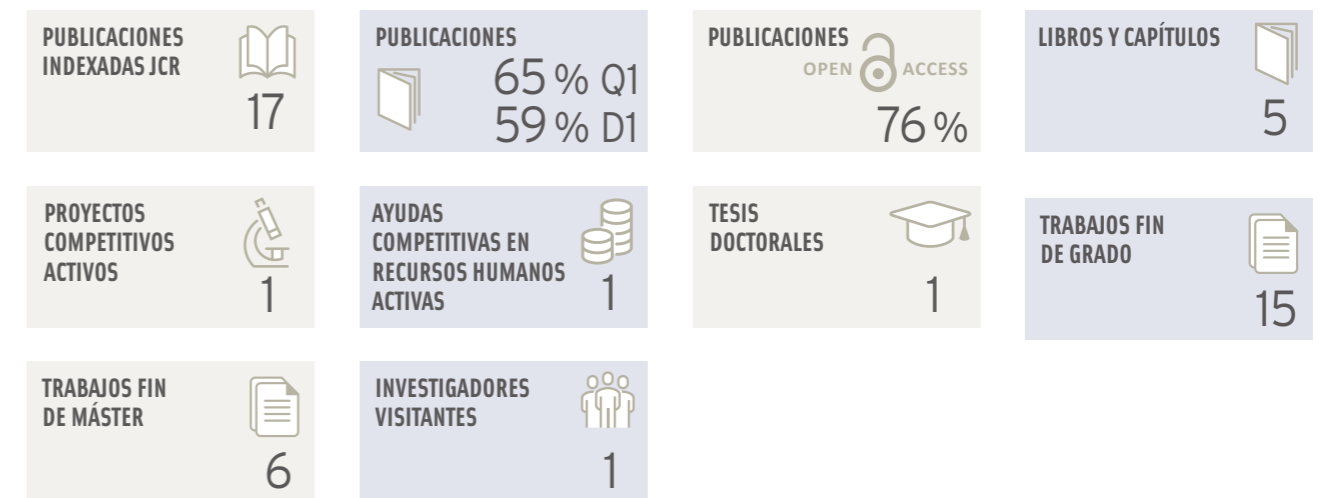 PUBLICACIONES
INDEXADAS JCR
17
PUBLICACIONES
65 % Q1
59 % D1
PUBLICACIONES
OPEN ACCESS
76 %
LIBROS Y CAPÍTULOS
5
PROYECTOS
COMPETITIVOS
ACTIVOS
1
AYUDAS
COMPETITIVAS EN
RECURSOS HUMANOS
ACTIVAS
1
TESIS
DOCTORALES
1
TRABAJOS FIN
DE GRADO
15
TRABAJOS FIN
DE MÁSTER
6
INVESTIGADORES
VISITANTES
1